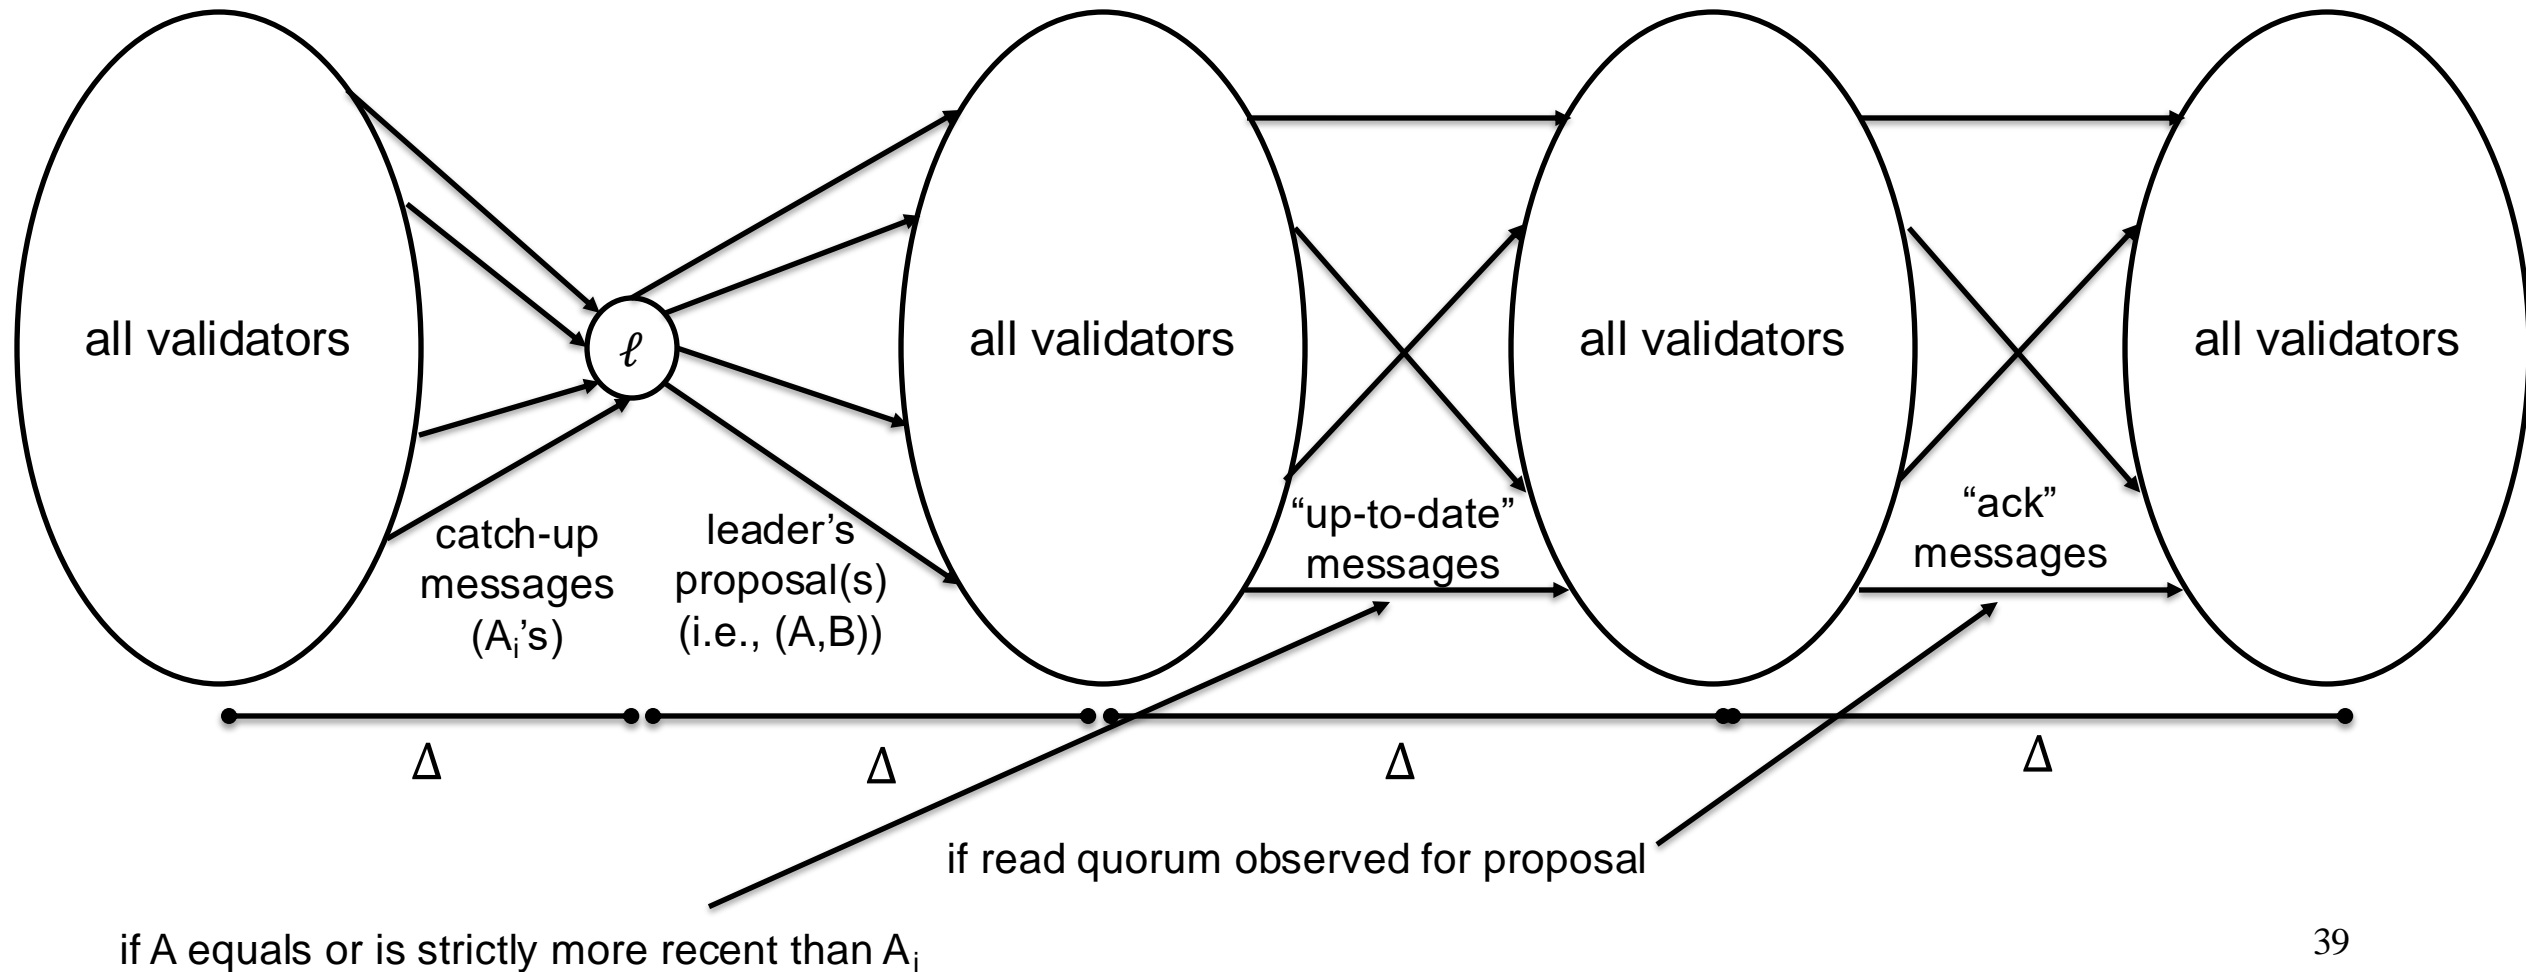 all validators
ℓ
all validators
all validators
all validators
catch-up
messages
(Aᵢ’s)
leader’s
proposal(s)
(i.e., (A,B))
“up-to-date”
messages
“ack”
messages
Δ
Δ
Δ
Δ
if read quorum observed for proposal
if A equals or is strictly more recent than Aᵢ
39